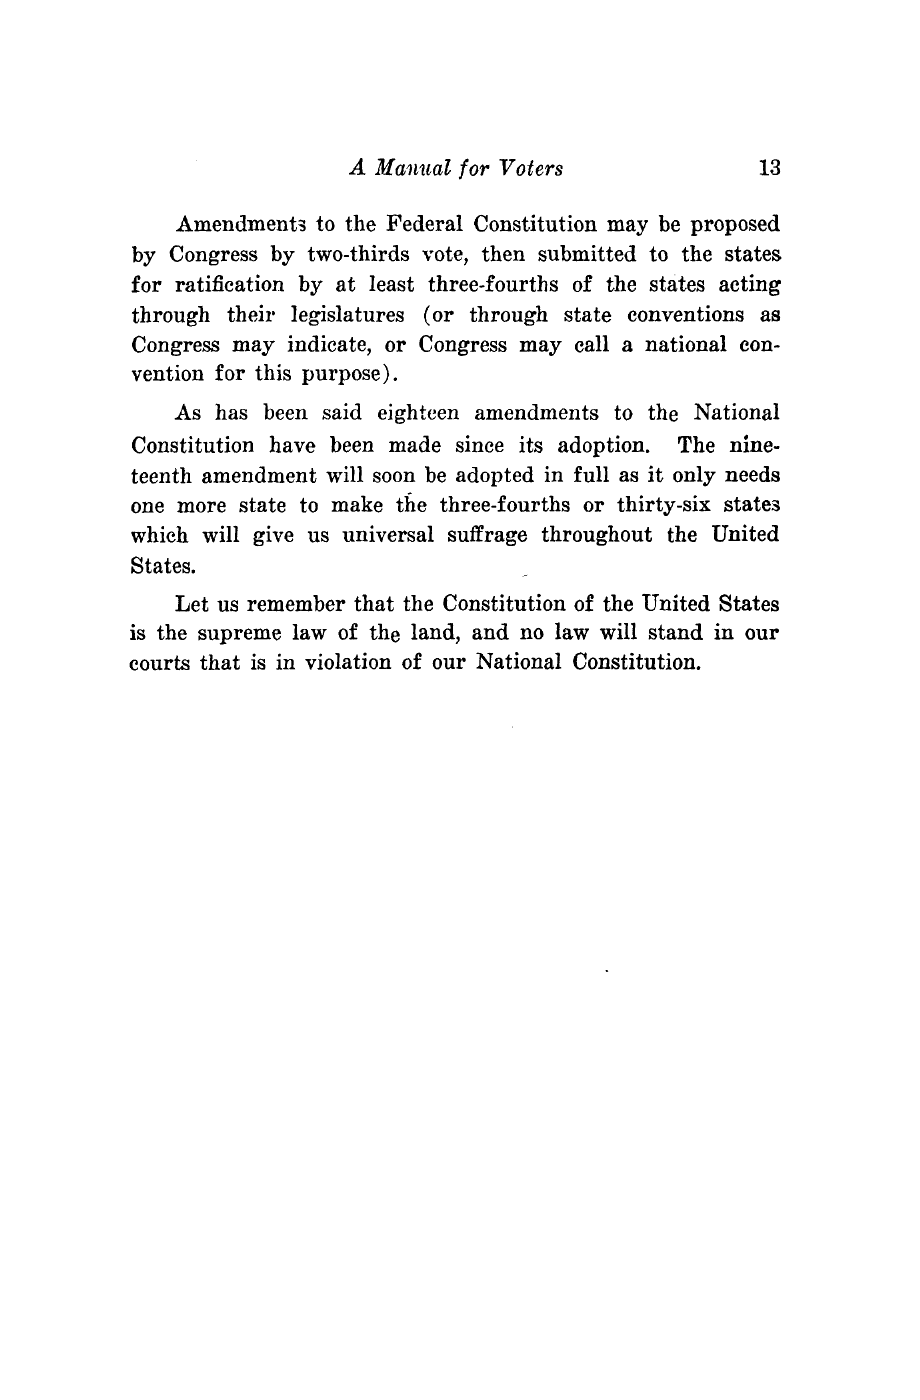 A Manual for Voters 13
Amendments to the Federal Constitution may be proposed
by Congress by two-thirds vote, then submitted to the states
for ratification by at least three-fourths of the states acting
through their legislatures (or through state conventions as
Congress may indicate, or Congress may call a national con-
vention for this purpose).
As has been said eighteen amendments to the National
Constitution have been made since its adoption. The nine-
teenth amendment will soon be adopted in full as it only needs
one more state to make the three-fourths or thirty-six states
which will give us universal suffrage throughout the United
States.
Let us remember that the Constitution of the United States
is the supreme law of the land, and no law will stand in our
courts that is in violation of our National Constitution.